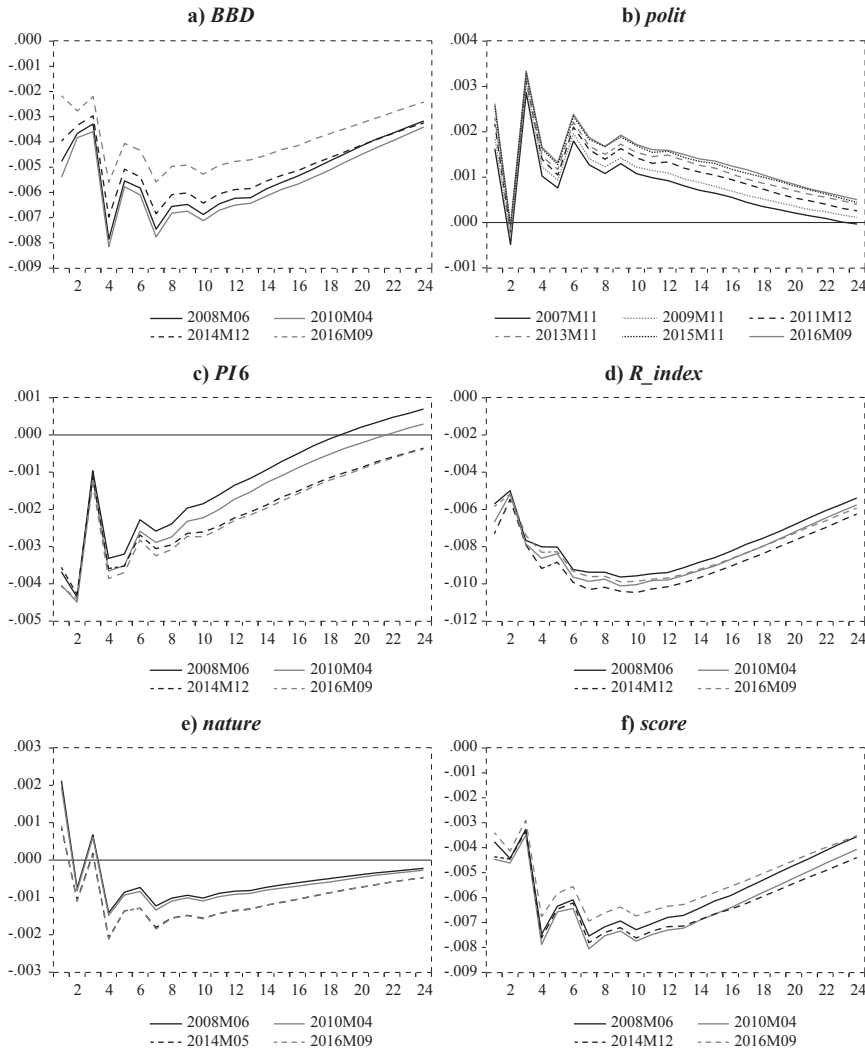 a) BBD
.000
-.001
-.002
-.003
-.004
-.005
-.006
-.007
-.008
-.009
2 4 6 8 10 12 14 16 18 20 22 24
2008M06 2010M04
2014M12 2016M09
b) polit
.004
.003
.002
.001
.000
-.001
2 4 6 8 10 12 14 16 18 20 22 24
2007M11 2009M11 2011M12
2013M11 2015M11 2016M09
c) PI6
.001
.000
-.001
-.002
-.003
-.004
-.005
2 4 6 8 10 12 14 16 18 20 22 24
2008M06 2010M04
2014M12 2016M09
d) R_index
.000
-.002
-.004
-.006
-.008
-.010
-.012
2 4 6 8 10 12 14 16 18 20 22 24
2008M06 2010M04
2014M12 2016M09
e) nature
.003
.002
.001
.000
-.001
-.002
-.003
2 4 6 8 10 12 14 16 18 20 22 24
2008M06 2010M04
2014M05 2016M09
f) score
.000
-.001
-.002
-.003
-.004
-.005
-.006
-.007
-.008
-.009
2 4 6 8 10 12 14 16 18 20 22 24
2008M06 2010M04
2014M12 2016M09